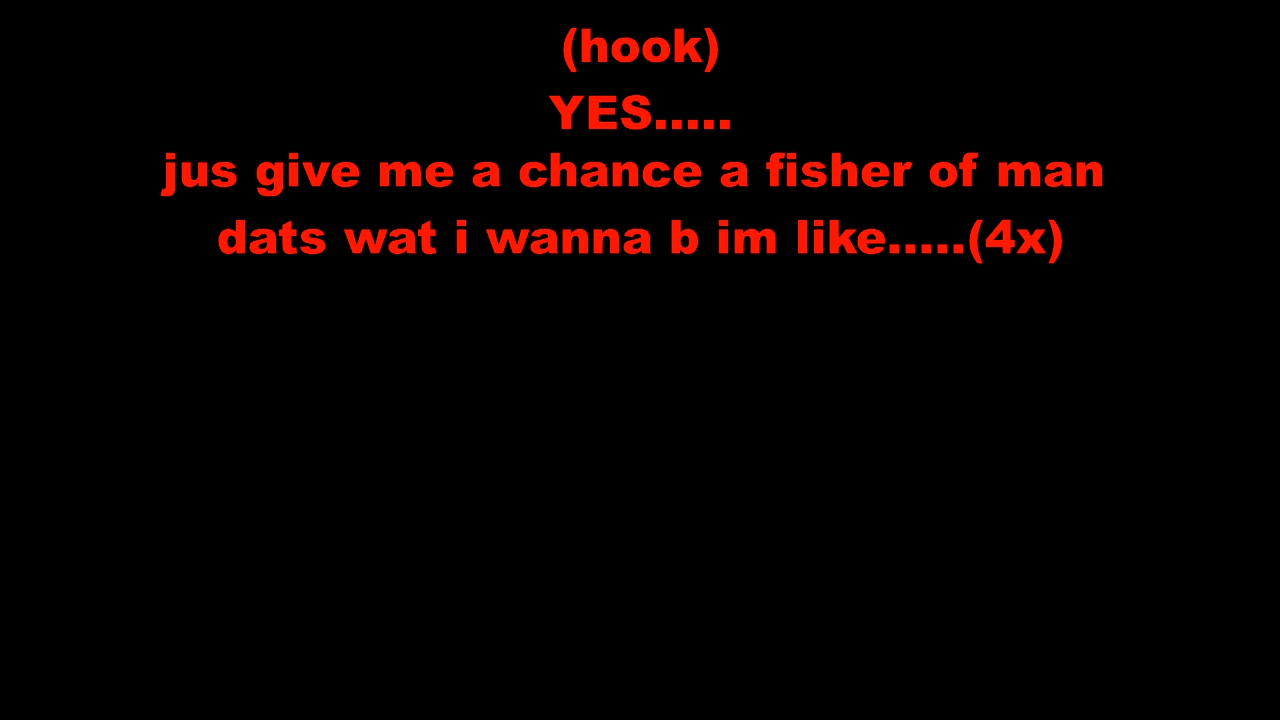 (hook)
YES.....
jus give me a chance a fisher of man
dats wat i wanna b im like.....(4x)